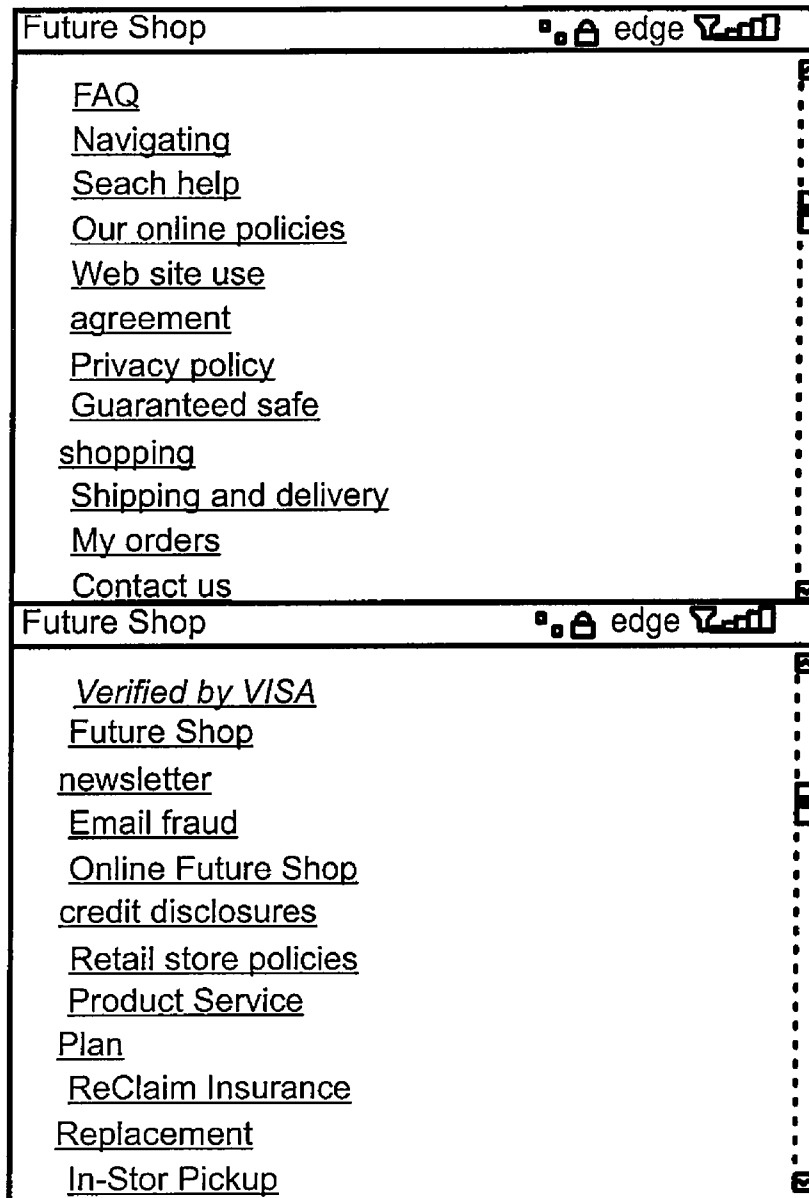 Future Shop edge
FAQ
Navigating
Seach help
Our online policies
Web site use
agreement
Privacy policy
Guaranteed safe
shopping
Shipping and delivery
My orders
Contact us
Future Shop edge
Verified by VISA
Future Shop
newsletter
Email fraud
Online Future Shop
credit disclosures
Retail store policies
Product Service
Plan
ReClaim Insurance
Replacement
In-Stor Pickup